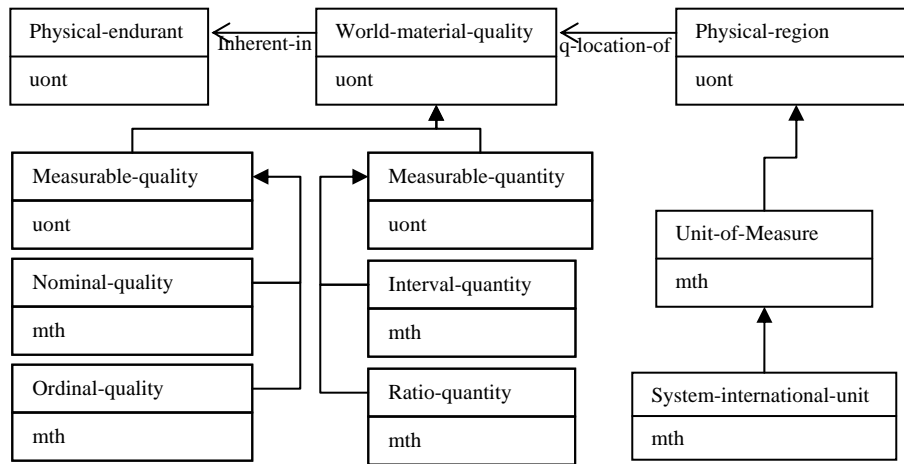 Physical-endurant
uont
Inherent-in
World-material-quality
uont
q-location-of
Physical-region
uont
Measurable-quality
uont
Measurable-quantity
uont
Unit-of-Measure
mth
Nominal-quality
mth
Interval-quantity
mth
Ordinal-quality
mth
Ratio-quantity
mth
System-international-unit
mth